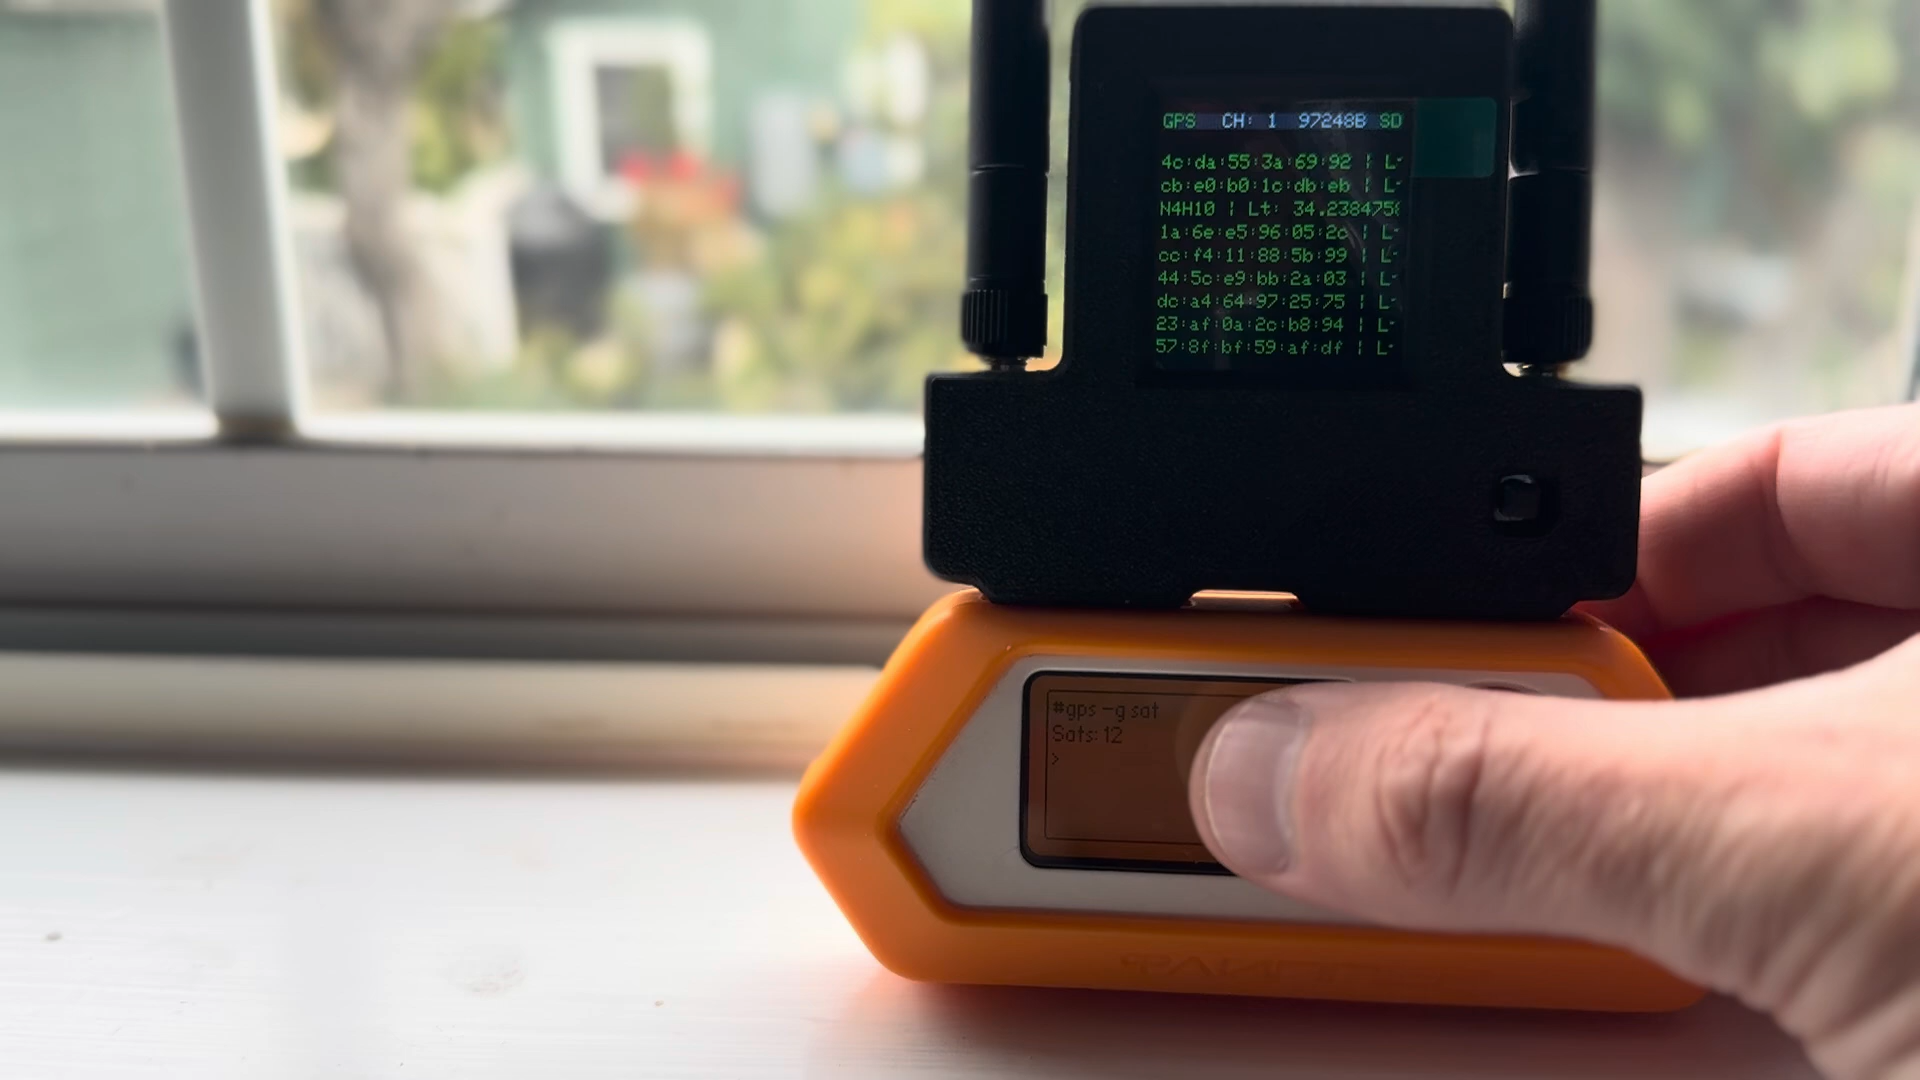 GPS CH: 1 97248B SD
4c:da:55:3a:69:92 | L
cb:e0:b0:1c:db:eb | L
N4H10 | Lt: 34.2384758
1a:6e:e5:96:05:2c | L
cc:f4:11:88:5b:99 | L
44:5c:e9:bb:2a:03 | L
dc:a4:64:97:25:75 | L
23:af:0a:2c:b8:94 | L
57:8f:bf:59:af:df | L
#gps -g sat
Sats: 12
>